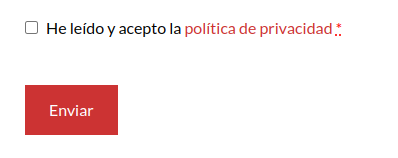 He leído y acepto la política de privacidad *
Enviar